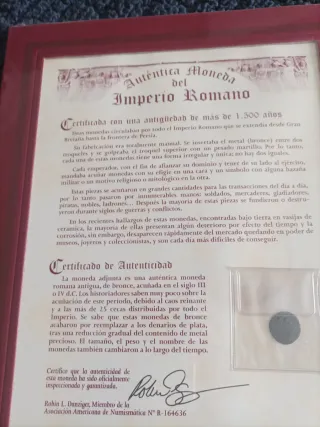 Auténtica Moneda
del
Imperio Romano
Certificada con una antigüedad de más de 1.500 años
Estas monedas circulaban por todo el Imperio Romano que se extendía desde Gran
Bretaña hasta la frontera de Persia.
Su fabricación era totalmente manual. Se insertaba el metal (bronce) entre dos
troqueles y se golpeaba el troquel superior con un pesado martillo. Por lo tanto
cada una de estas monedas tiene una forma irregular y única: no hay dos iguales.
Cada emperador, con el fin de afianzar su dominio y tener de su lado al ejército,
mandaba acuñar monedas con su efigie en una cara y un símbolo con alguna hazaña
militar o un motivo religioso o mitológico en la otra.
Estas piezas se acuñaron en grandes cantidades para las transacciones del día a día,
por lo tanto pasaron por innumerables manos: soldados, mercaderes, gladiadores,
piratas, nobles, ladrones... Después la mayoría de estas piezas se fundieron o destru-
yeron durante siglos de guerras y conflictos.
En los recientes hallazgos de estas monedas, encontradas bajo tierra en vasijas de
cerámica, la mayoría de ellas presentan algún deterioro por efecto del tiempo y la
corrosión, sin embargo, desaparecen rápidamente del mercado quedando en poder de
museos, joyeros y coleccionistas, y son cada día más difíciles de conseguir.
Certificado de Autenticidad
La moneda adjunta es una auténtica moneda
romana antigua, de bronce, acuñada en el siglo III
o IV d.C. Los historiadores saben muy poco sobre la
acuñación de este período, debido al caos reinante
y a las más de 15 cecas distribuidas por todo el
Imperio. Se sabe que estas monedas de bronce
acabaron por reemplazar a los denarios de plata,
tras una reducción gradual del contenido de metal
precioso. El tamaño, el peso y el nombre de las
monedas también cambiaron a lo largo del tiempo.
Certifico que la autenticidad de
esta moneda ha sido oficialmente
inspeccionada y garantizada.
Robin L. Danziger, Miembro de la
Asociación Americana de Numismática Nº R-164636